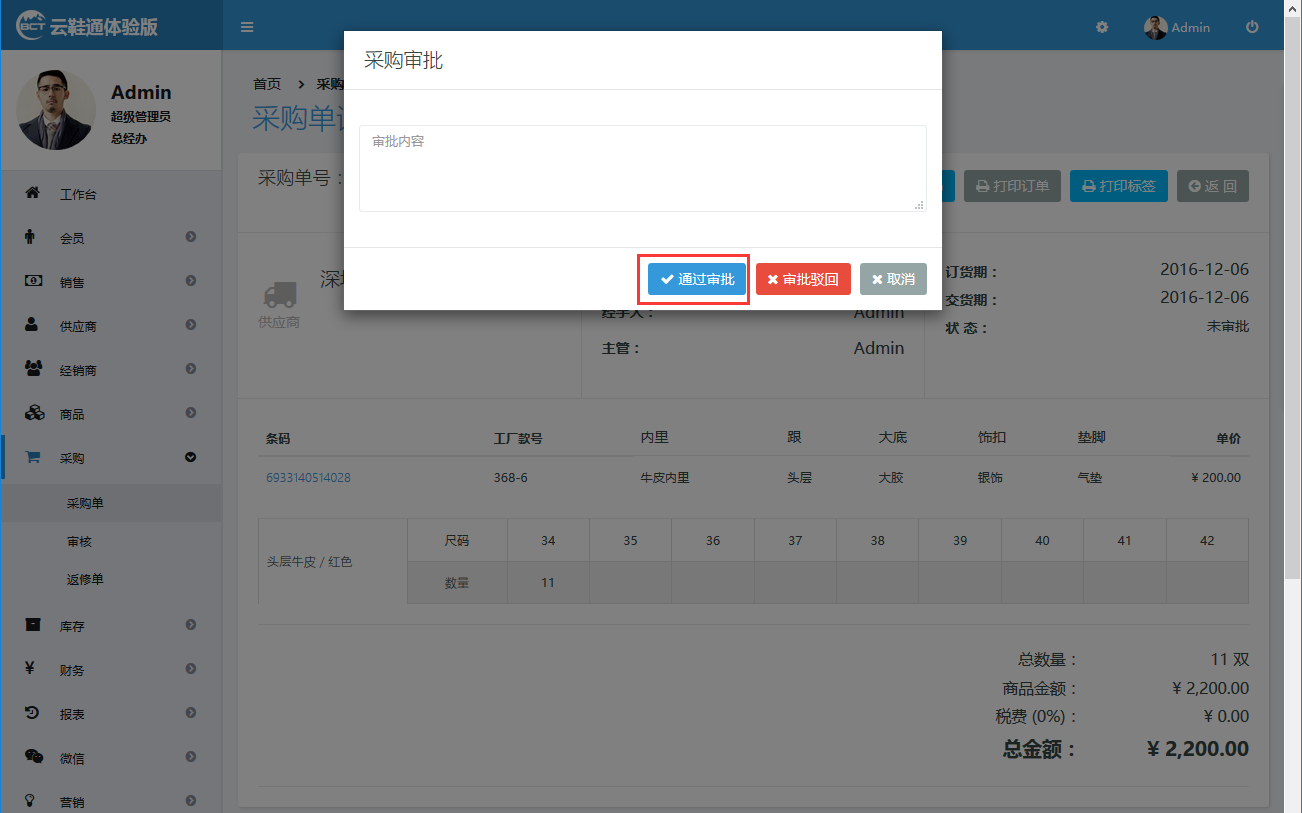 BCT 云鞋通体验版
Admin
Admin
超级管理员
总经办
工作台
会员
销售
供应商
经销商
商品
采购
采购单
审核
返修单
库存
财务
报表
微信
营销
首页
采购
采购单
采购审批
审批内容
通过审批
审批驳回
取消
采购单号：
打印订单
打印标签
返 回
供应商
经手人：
Admin
主管：
Admin
订货期：
2016-12-06
交货期：
2016-12-06
状 态：
未审批
条码 工厂款号 内里 跟 大底 饰扣 垫脚 单价
6933140514028 368-6 牛皮内里 头层 大胶 银饰 气垫 ¥ 200.00
头层牛皮 / 红色
尺码 34 35 36 37 38 39 40 41 42
数量 11
总数量： 11 双
商品金额： ¥ 2,200.00
税费 (0%)： ¥ 0.00
总金额： ¥ 2,200.00